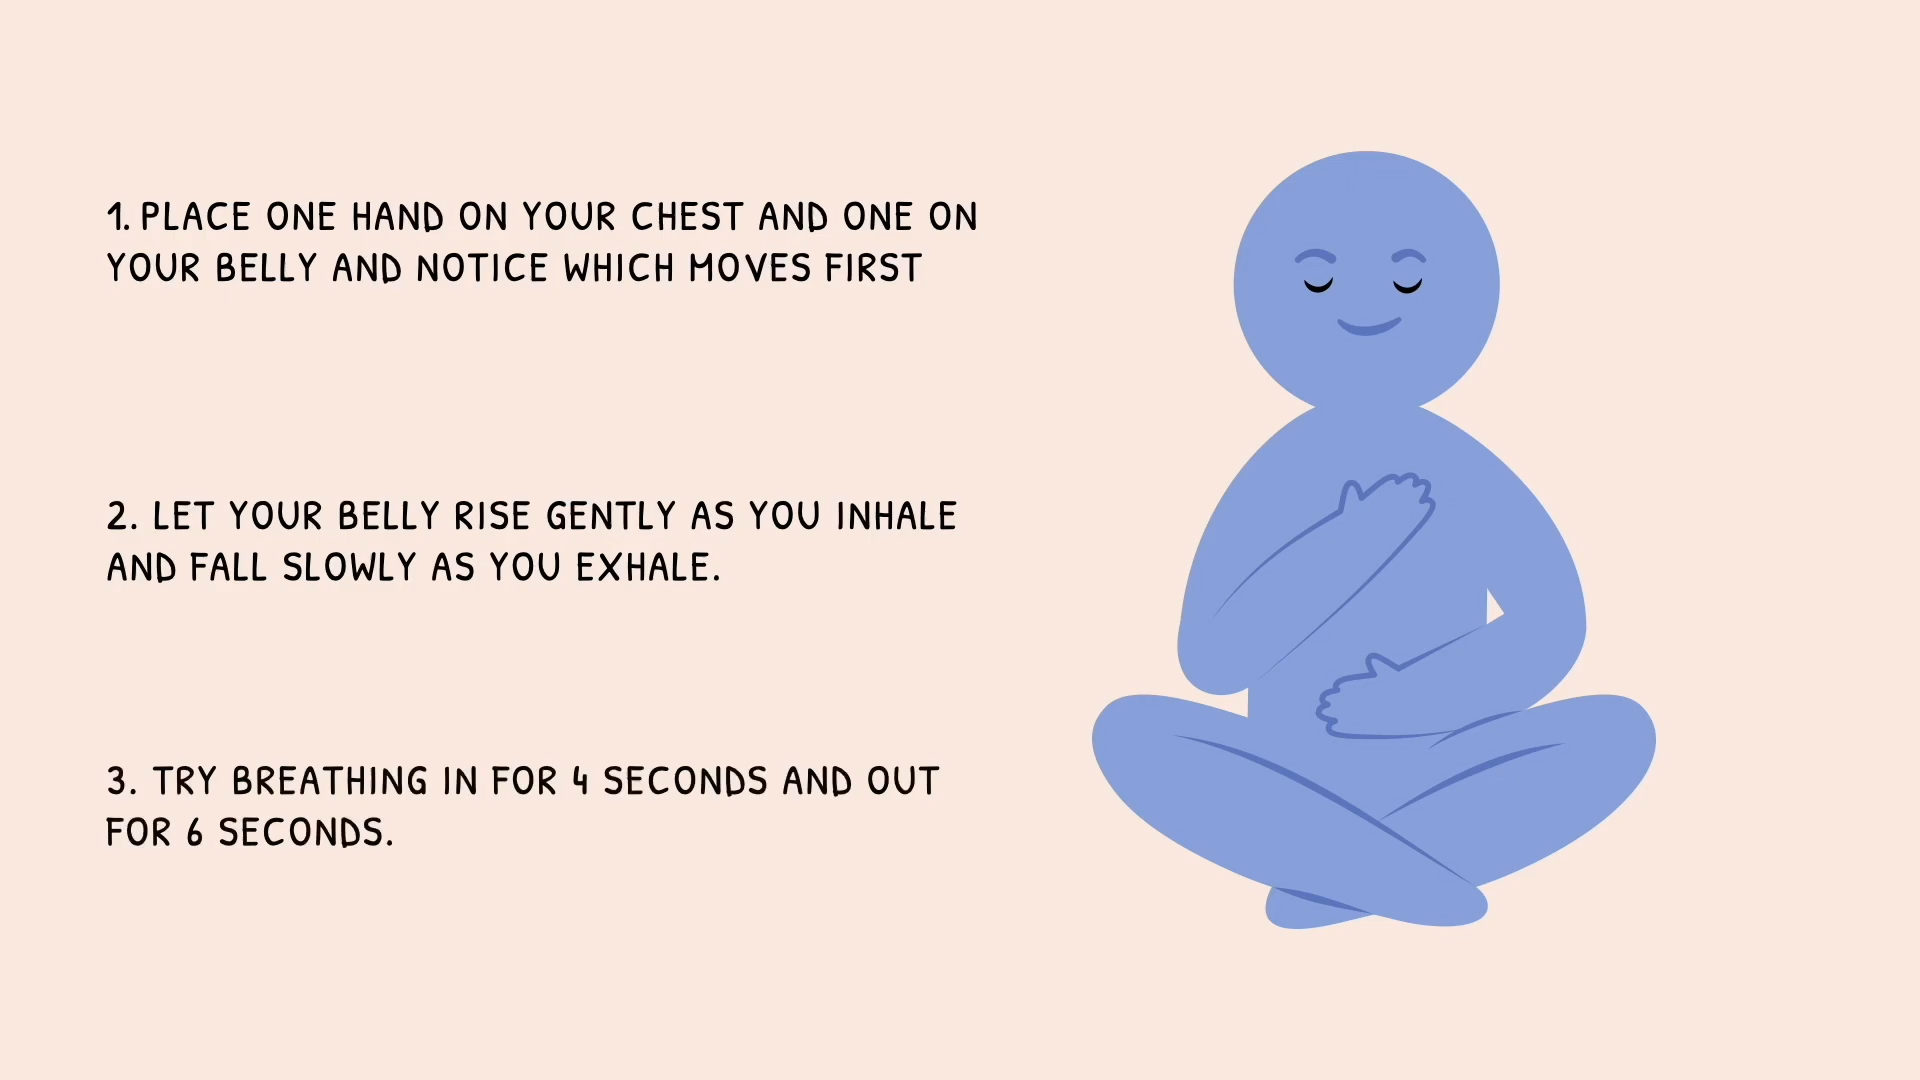 1. PLACE ONE HAND ON YOUR CHEST AND ONE ON
YOUR BELLY AND NOTICE WHICH MOVES FIRST
2. LET YOUR BELLY RISE GENTLY AS YOU INHALE
AND FALL SLOWLY AS YOU EXHALE.
3. TRY BREATHING IN FOR 4 SECONDS AND OUT
FOR 6 SECONDS.